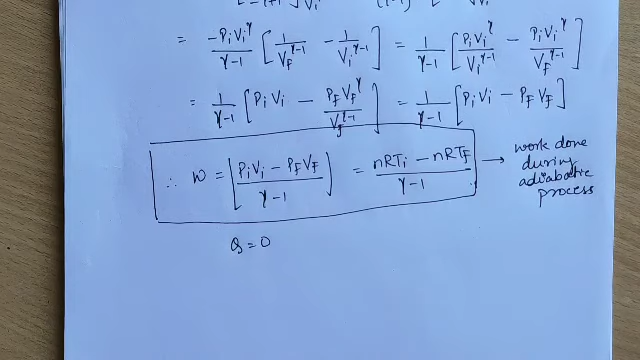 = -PiVi^γ/γ-1 [1/Vf^γ-1 - 1/Vi^γ-1] = 1/γ-1 [PiVi^γ/Vi^γ-1 - PiVi^γ/Vf^γ-1]
= 1/γ-1 [PiVi - PfVf^γ/Vf^γ-1] = 1/γ-1 [PiVi - PfVf]
∴ W = [PiVi - PfVf/γ-1] = nRTi - nRTf/γ-1 → work done during adiabatic process
Q = 0